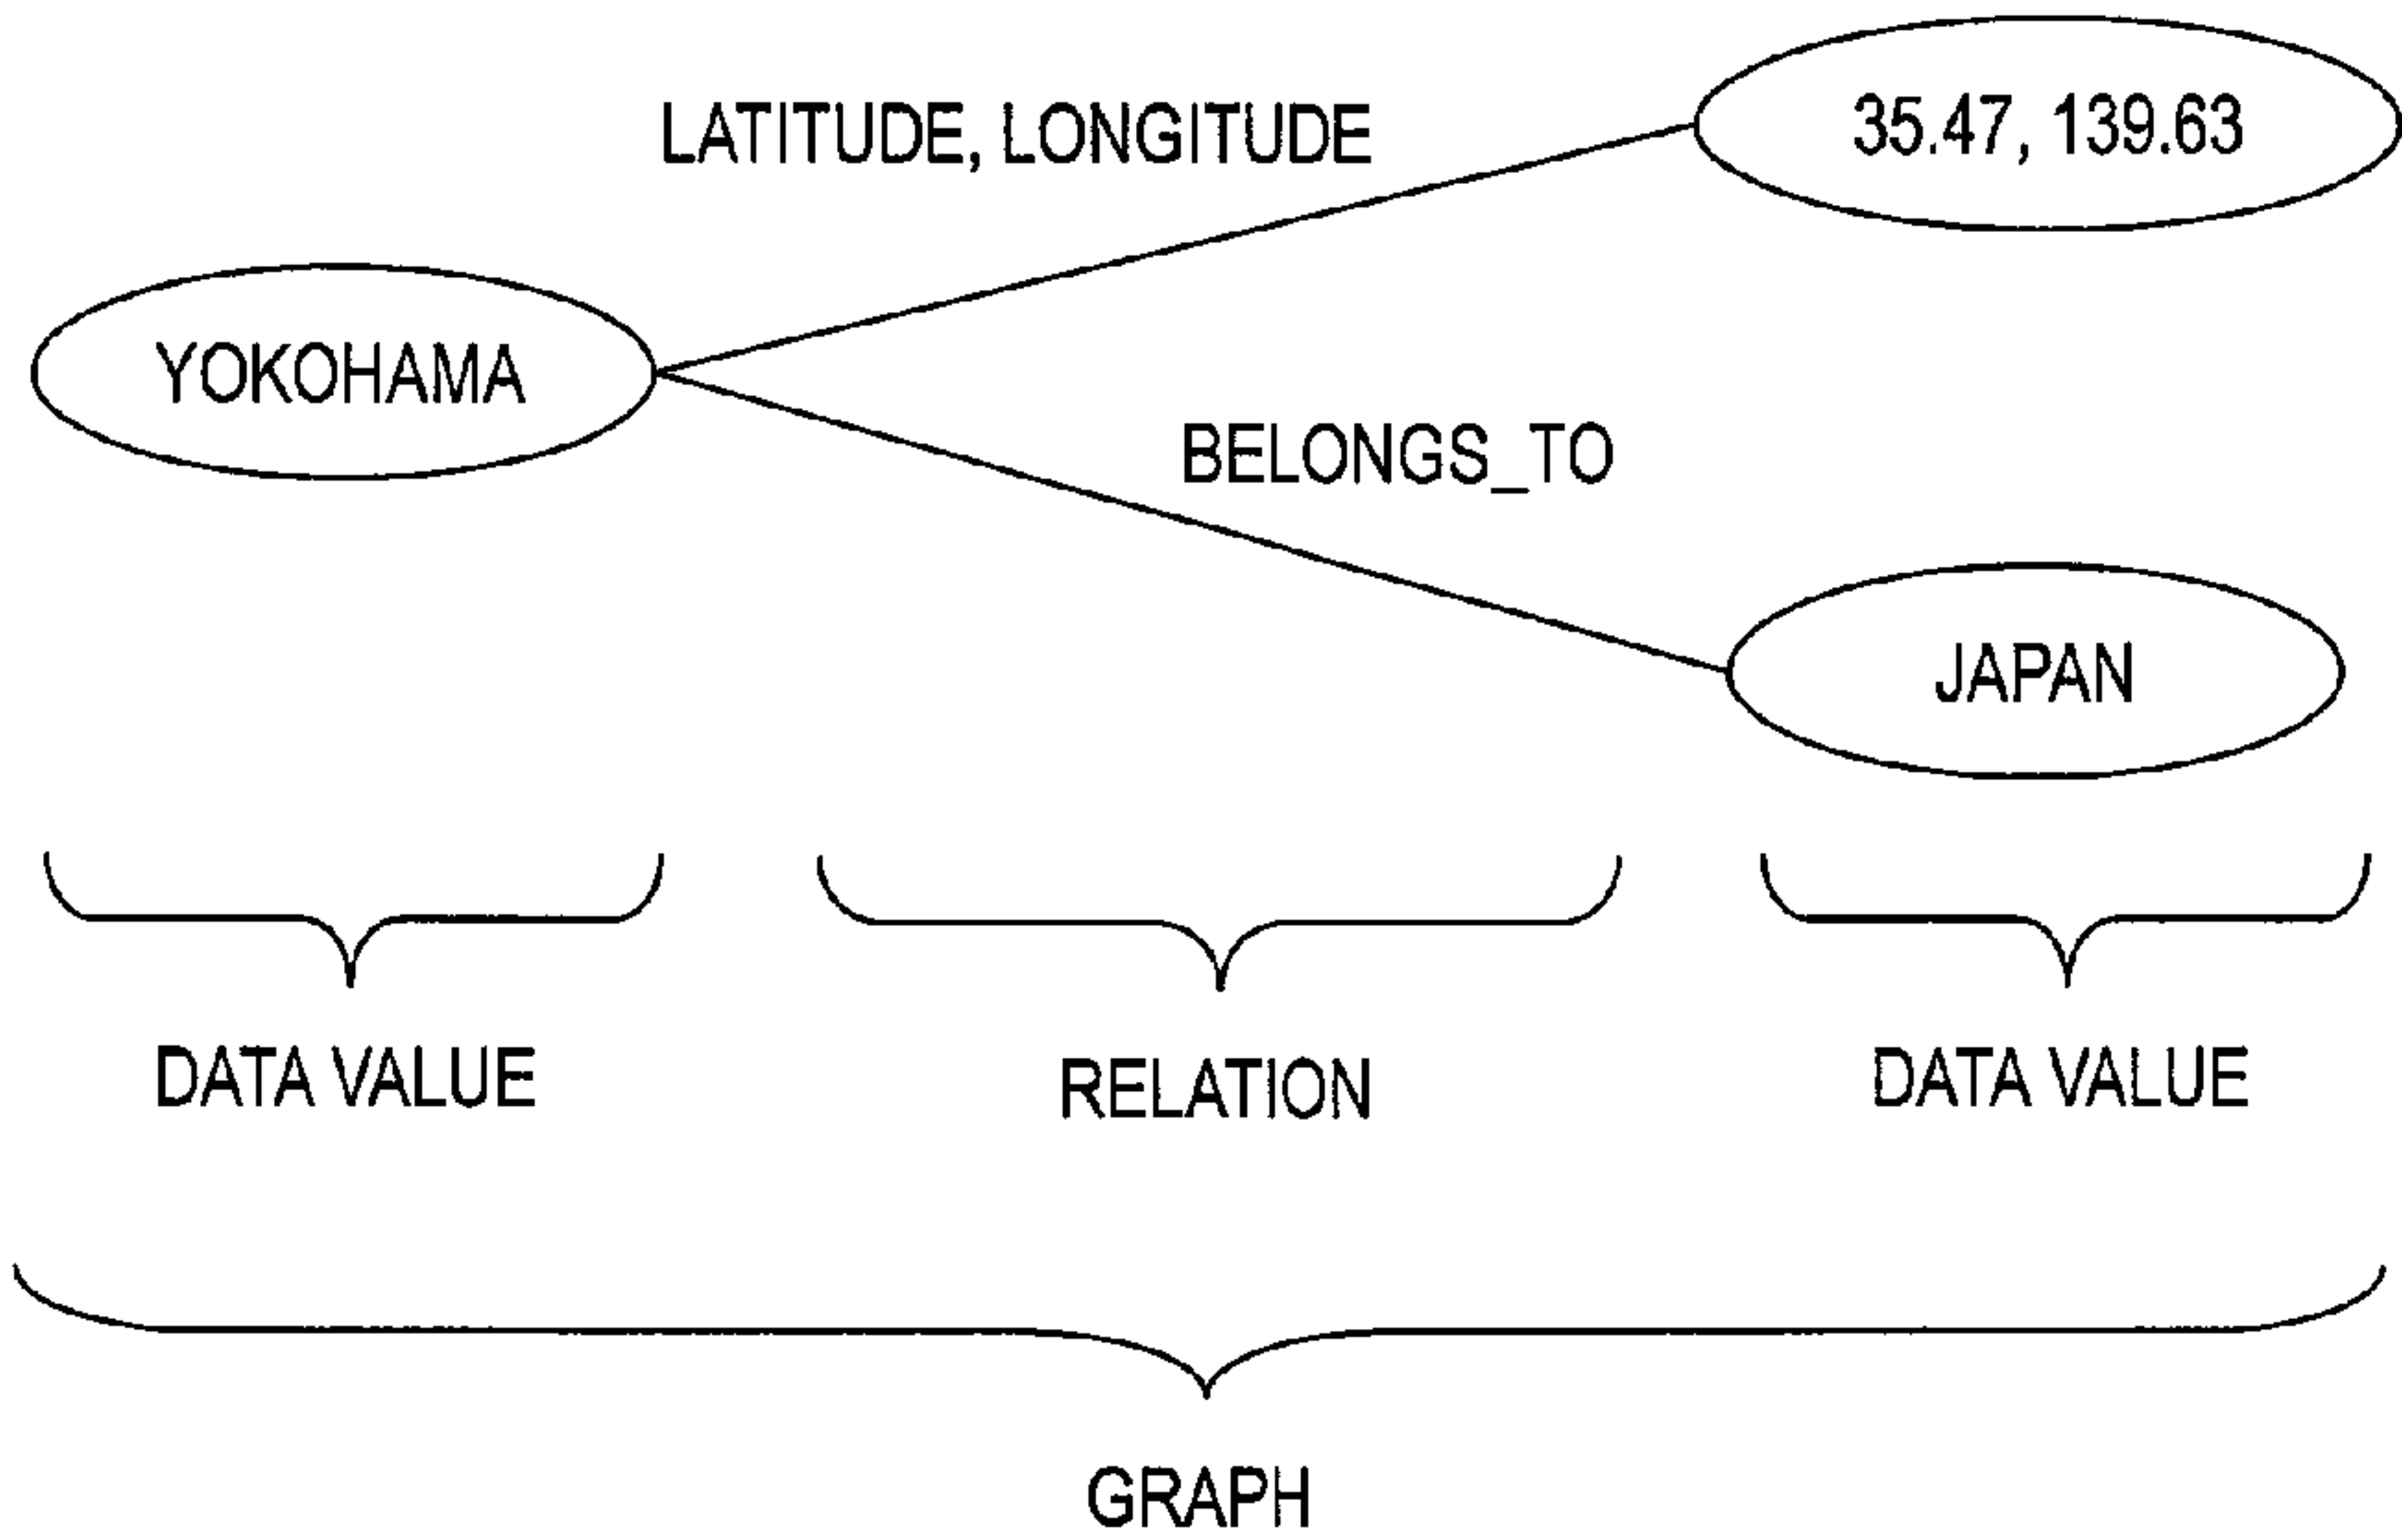 LATITUDE, LONGITUDE
35.47, 139.63
YOKOHAMA
BELONGS_TO
JAPAN
DATA VALUE
RELATION
DATA VALUE
GRAPH